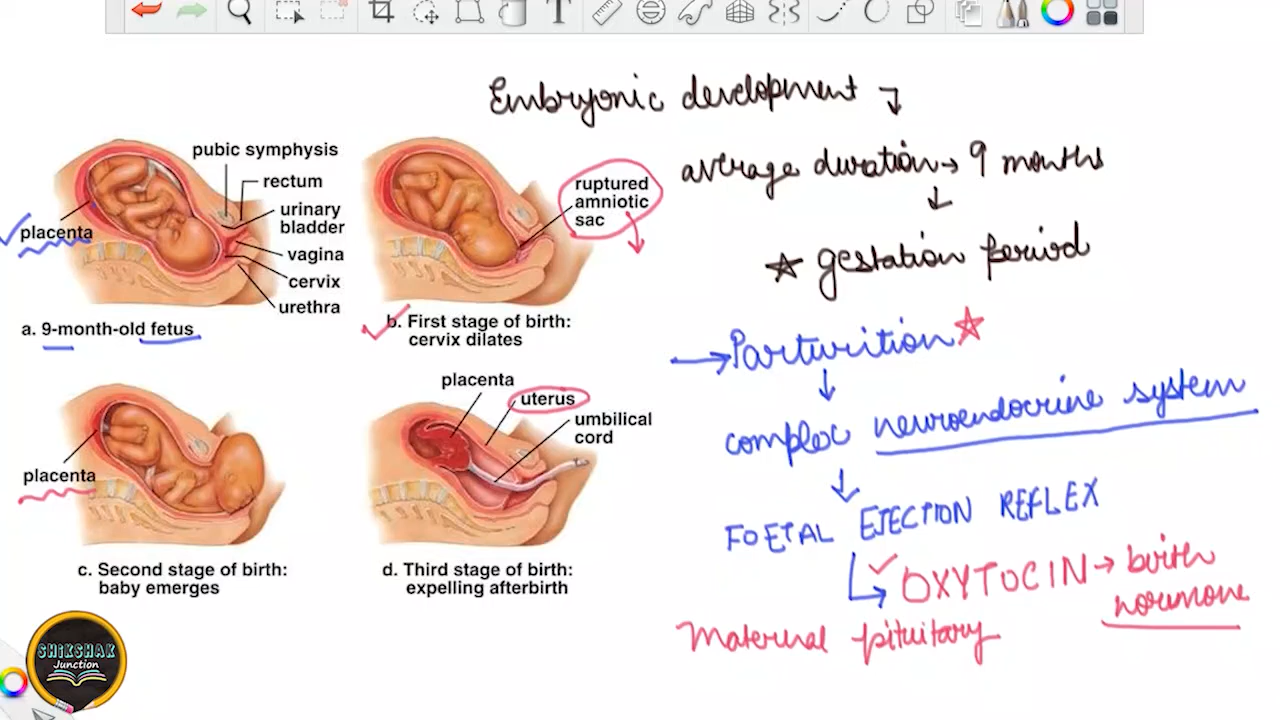 Embryonic development
average duration → 9 months
☆ gestation period
→ Parturition ☆
complex neuroendocrine system
FOETAL EJECTION REFLEX
✓ OXYTOCIN → birth
hormone
Maternal pituitary
pubic symphysis
rectum
urinary
bladder
placenta
vagina
cervix
urethra
a. 9-month-old fetus
ruptured
amniotic
sac
b. First stage of birth:
cervix dilates
placenta
c. Second stage of birth:
baby emerges
placenta
uterus
umbilical
cord
d. Third stage of birth:
expelling afterbirth
SHIKSHAK
Junction